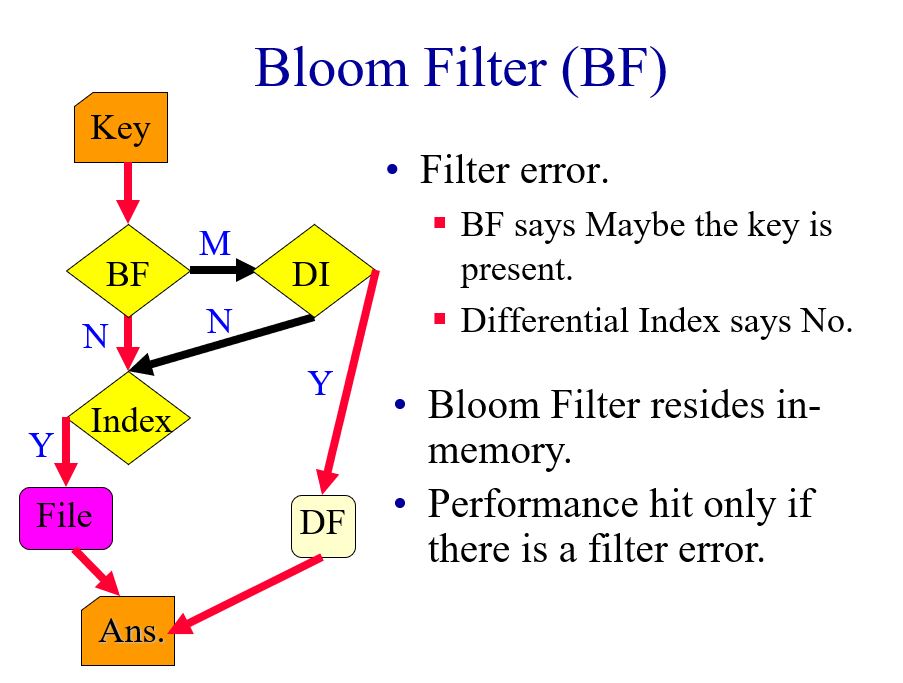 Bloom Filter (BF)
Key
• Filter error.
▪ BF says Maybe the key is
present.
▪ Differential Index says No.
M
BF
DI
N
N
Y
Index
Y
• Bloom Filter resides in-
memory.
• Performance hit only if
there is a filter error.
File
DF
Ans.